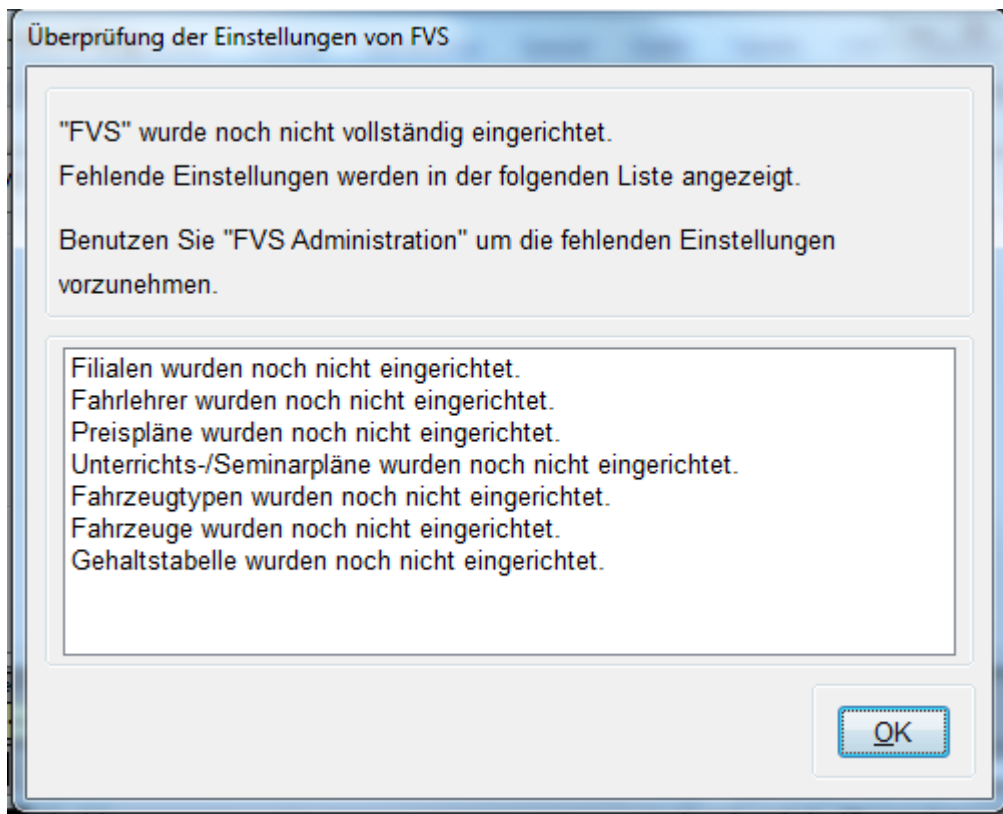 Überprüfung der Einstellungen von FVS
"FVS" wurde noch nicht vollständig eingerichtet.
Fehlende Einstellungen werden in der folgenden Liste angezeigt.
Benutzen Sie "FVS Administration" um die fehlenden Einstellungen
vorzunehmen.
Filialen wurden noch nicht eingerichtet.
Fahrlehrer wurden noch nicht eingerichtet.
Preispläne wurden noch nicht eingerichtet.
Unterrichts-/Seminarpläne wurden noch nicht eingerichtet.
Fahrzeugtypen wurden noch nicht eingerichtet.
Fahrzeuge wurden noch nicht eingerichtet.
Gehaltstabelle wurden noch nicht eingerichtet.
OK